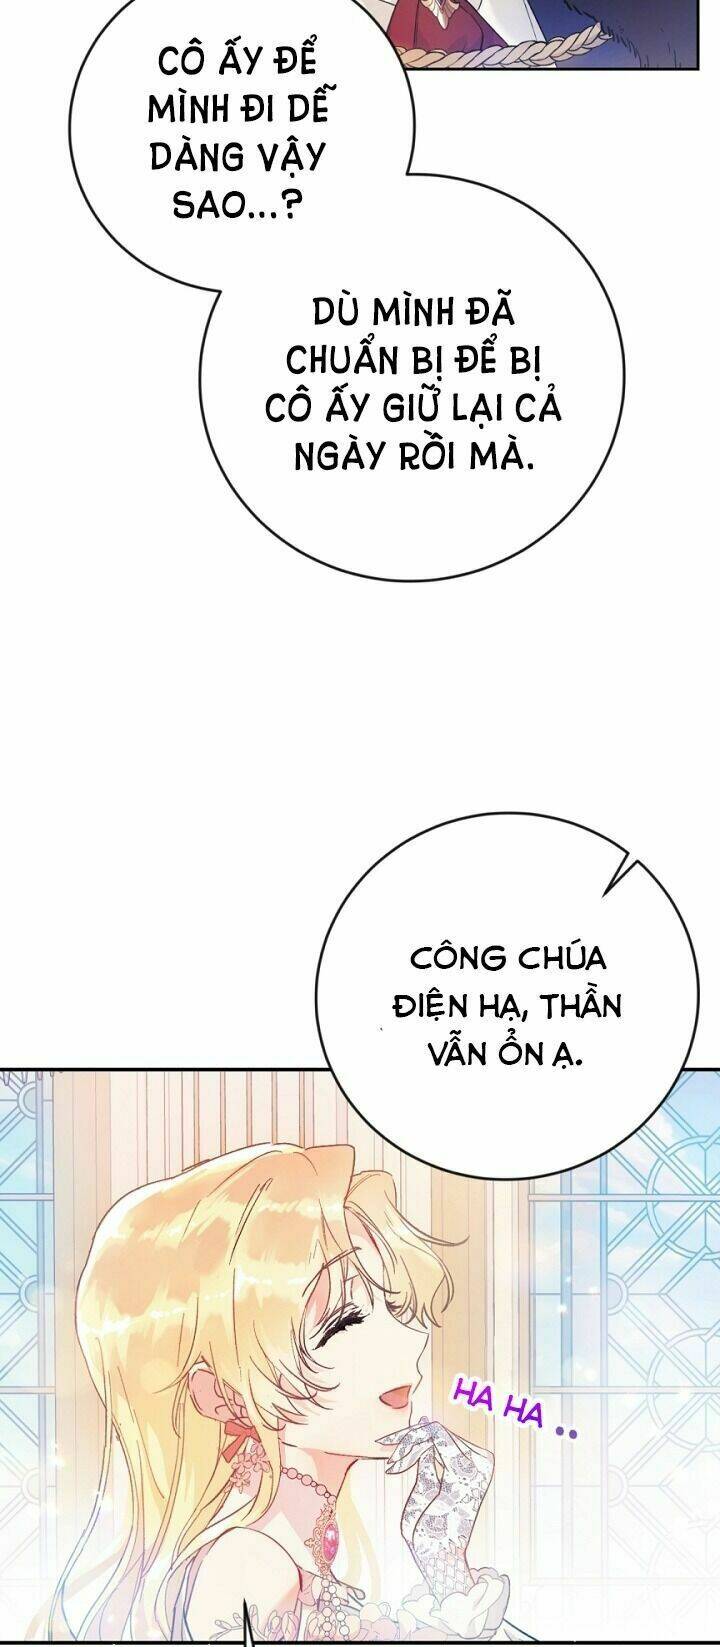 CÔ ẤY ĐỂ
MÌNH ĐI DỄ
DÀNG VẬY
SAO...?
DÙ MÌNH ĐÃ
CHUẨN BỊ ĐỂ BỊ
CÔ ẤY GIỮ LẠI CẢ
NGÀY RỒI MÀ.
CÔNG CHÚA
ĐIỆN HẠ, THẦN
VẪN ỔN Ạ.
HA HA ..